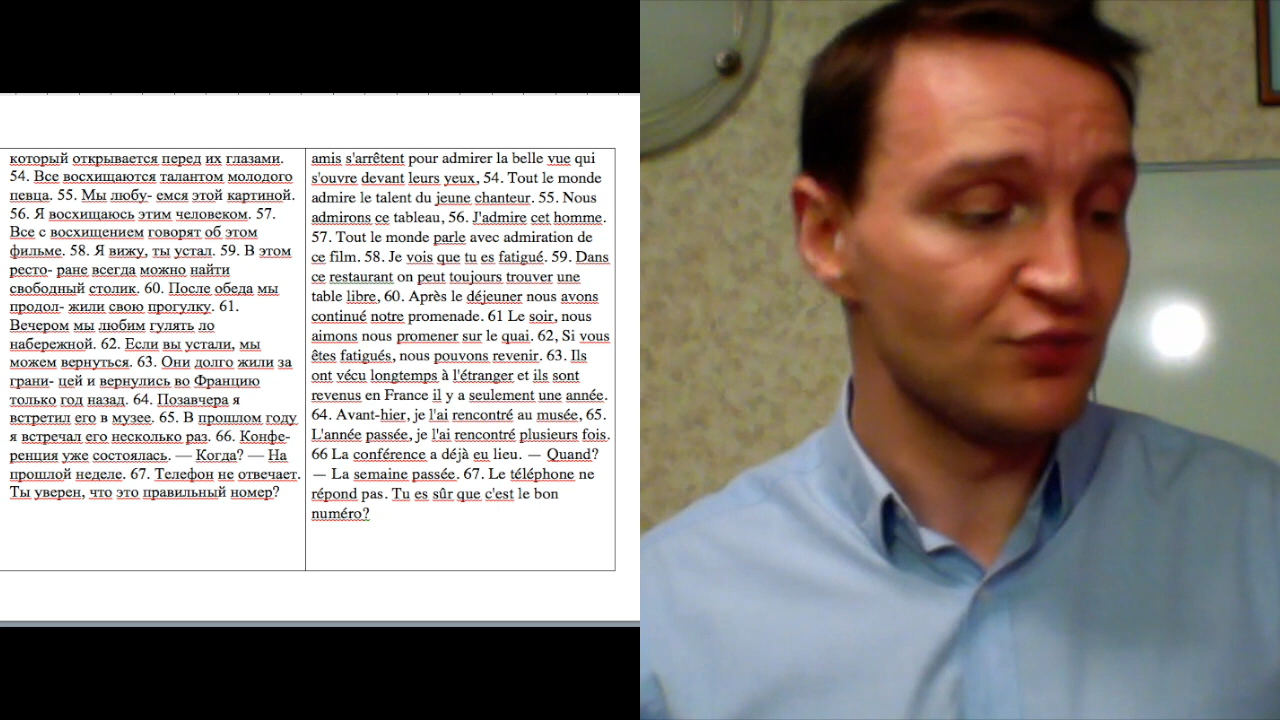 который открывается перед их глазами.
54. Все восхищаются талантом молодого
певца. 55. Мы любу- емся этой картиной.
56. Я восхищаюсь этим человеком. 57.
Все с восхищением говорят об этом
фильме. 58. Я вижу, ты устал. 59. В этом
ресто- ране всегда можно найти
свободный столик. 60. После обеда мы
продол- жили свою прогулку. 61.
Вечером мы любим гулять ло
набережной. 62. Если вы устали, мы
можем вернуться. 63. Они долго жили за
грани- цей и вернулись во Францию
только год назад. 64. Позавчера я
встретил его в музее. 65. В прошлом году
я встречал его несколько раз. 66. Конфе-
ренция уже состоялась. — Когда? — На
прошлой неделе. 67. Телефон не отвечает.
Ты уверен, что это правильный номер?
amis s'arrêtent pour admirer la belle vue qui
s'ouvre devant leurs yeux, 54. Tout le monde
admire le talent du jeune chanteur. 55. Nous
admirons ce tableau, 56. J'admire cet homme.
57. Tout le monde parle avec admiration de
ce film. 58. Je vois que tu es fatigué. 59. Dans
ce restaurant on peut toujours trouver une
table libre, 60. Après le déjeuner nous avons
continué notre promenade. 61 Le soir, nous
aimons nous promener sur le quai. 62, Si vous
êtes fatigués, nous pouvons revenir. 63. Ils
ont vécu longtemps à l'étranger et ils sont
revenus en France il y a seulement une année.
64. Avant-hier, je l'ai rencontré au musée, 65.
L'année passée, je l'ai rencontré plusieurs fois.
66 La conférence a déjà eu lieu. — Quand?
— La semaine passée. 67. Le téléphone ne
répond pas. Tu es sûr que c'est le bon
numéro?